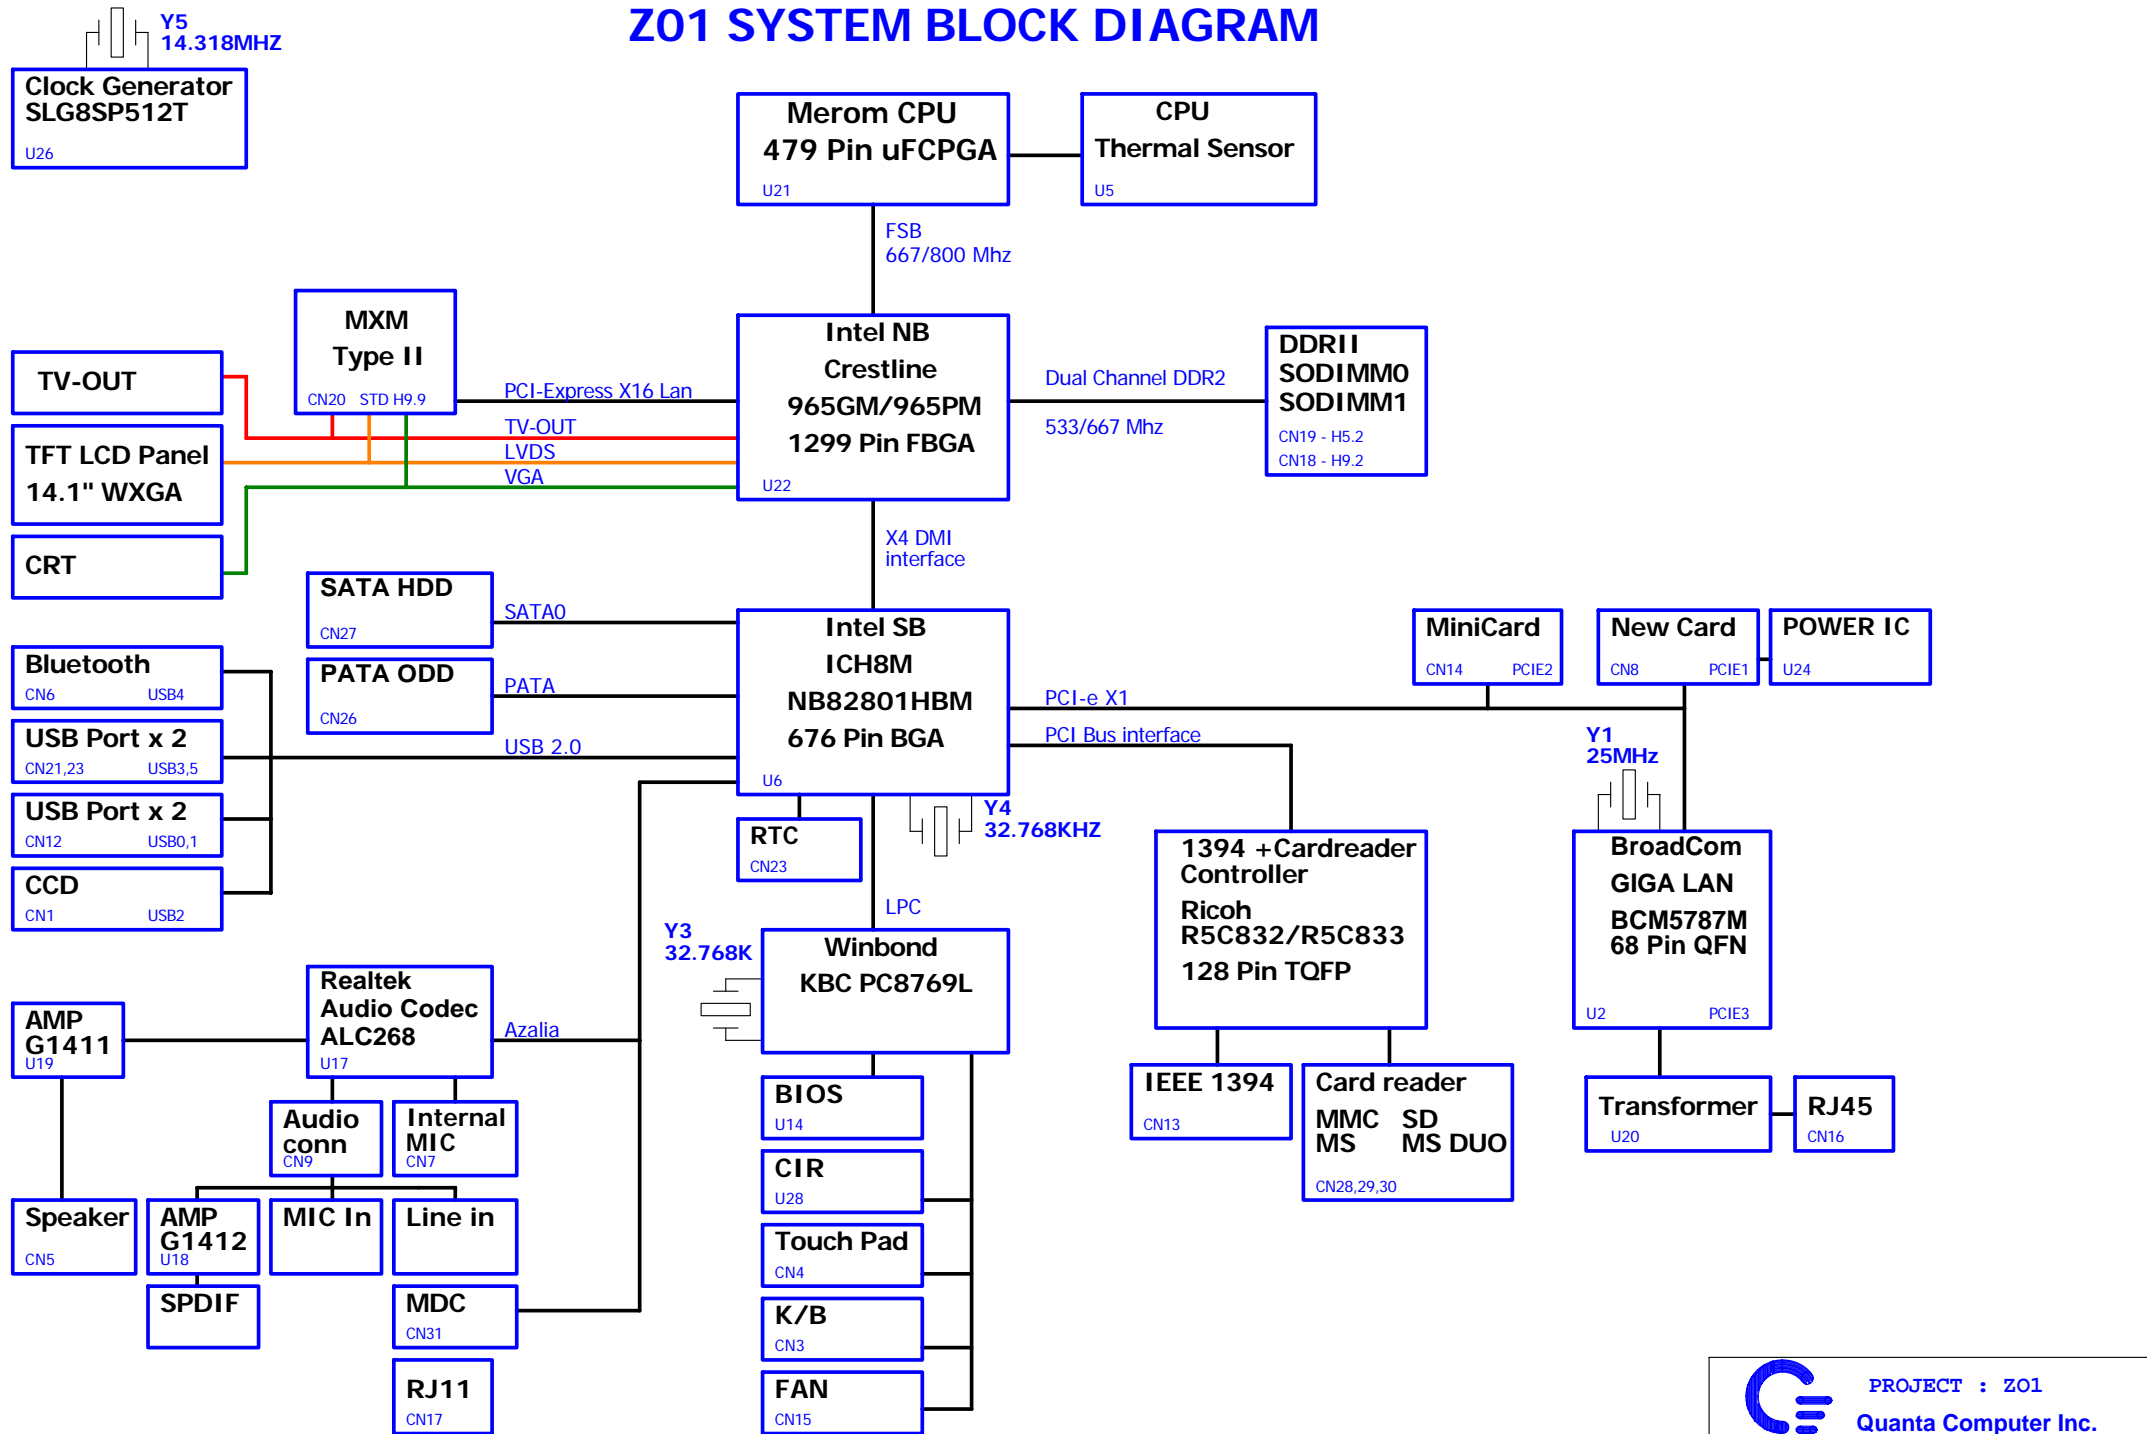 Z01 SYSTEM BLOCK DIAGRAM
Y5
14.318MHZ
Clock Generator
SLG8SP512T
U26
Merom CPU
479 Pin uFCPGA
U21
CPU
Thermal Sensor
U5
FSB
667/800 Mhz
MXM
Type II
CN20 STD H9.9
Intel NB
Crestline
965GM/965PM
1299 Pin FBGA
U22
DDRII
SODIMM0
SODIMM1
CN19 - H5.2
CN18 - H9.2
Dual Channel DDR2
533/667 Mhz
TV-OUT
TFT LCD Panel
14.1" WXGA
CRT
PCI-Express X16 Lan
TV-OUT
LVDS
VGA
X4 DMI
interface
SATA HDD
CN27
SATA0
PATA ODD
CN26
PATA
USB 2.0
Intel SB
ICH8M
NB82801HBM
676 Pin BGA
U6
Bluetooth
CN6 USB4
USB Port x 2
CN21,23 USB3,5
USB Port x 2
CN12 USB0,1
CCD
CN1 USB2
PCI-e X1
PCI Bus interface
MiniCard
CN14 PCIE2
New Card
CN8 PCIE1
POWER IC
U24
Y1
25MHz
RTC
CN23
Y4
32.768KHZ
LPC
Y3
32.768K
Winbond
KBC PC8769L
1394 +Cardreader
Controller
Ricoh
R5C832/R5C833
128 Pin TQFP
BroadCom
GIGA LAN
BCM5787M
68 Pin QFN
U2 PCIE3
AMP
G1411
U19
Realtek
Audio Codec
ALC268
U17
Azalia
Audio
conn
CN9
Internal
MIC
CN7
BIOS
U14
CIR
U28
Touch Pad
CN4
K/B
CN3
FAN
CN15
IEEE 1394
CN13
Card reader
MMC SD
MS MS DUO
CN28,29,30
Transformer
U20
RJ45
CN16
Speaker
CN5
AMP
G1412
U18
MIC In
Line in
SPDIF
MDC
CN31
RJ11
CN17
PROJECT : ZO1
Quanta Computer Inc.